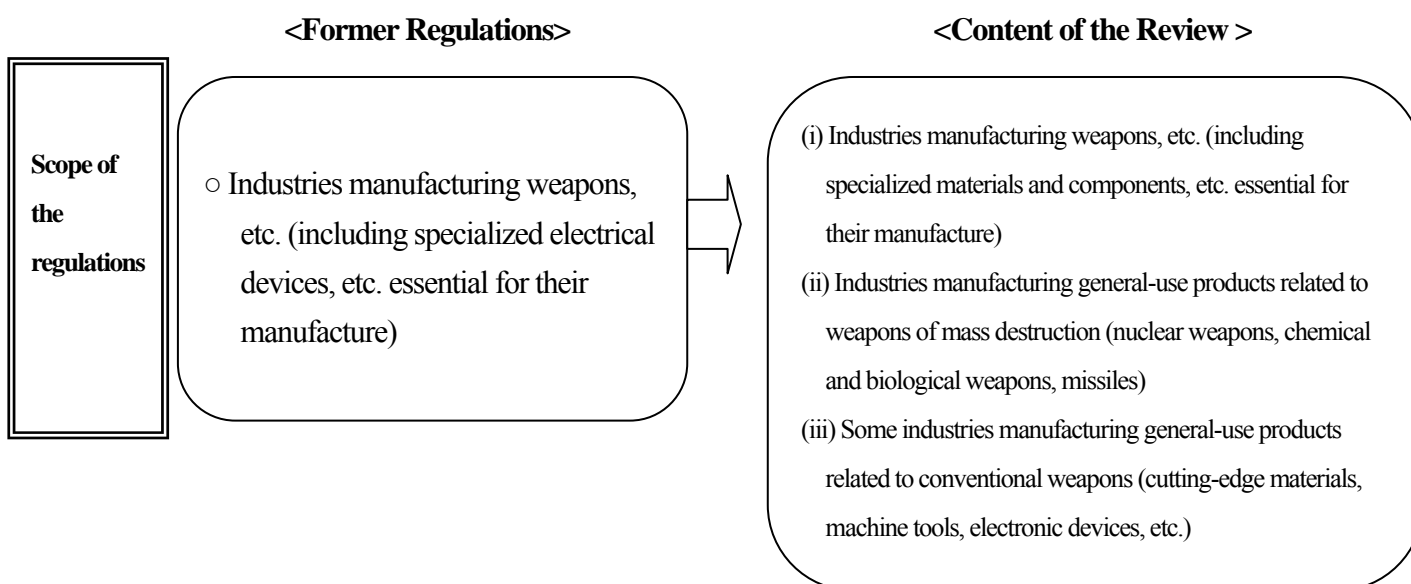 <Former Regulations>
<Content of the Review >
Scope of
the
regulations
○ Industries manufacturing weapons,
etc. (including specialized electrical
devices, etc. essential for their
manufacture)
(i) Industries manufacturing weapons, etc. (including
specialized materials and components, etc. essential for
their manufacture)
(ii) Industries manufacturing general-use products related to
weapons of mass destruction (nuclear weapons, chemical
and biological weapons, missiles)
(iii) Some industries manufacturing general-use products
related to conventional weapons (cutting-edge materials,
machine tools, electronic devices, etc.)